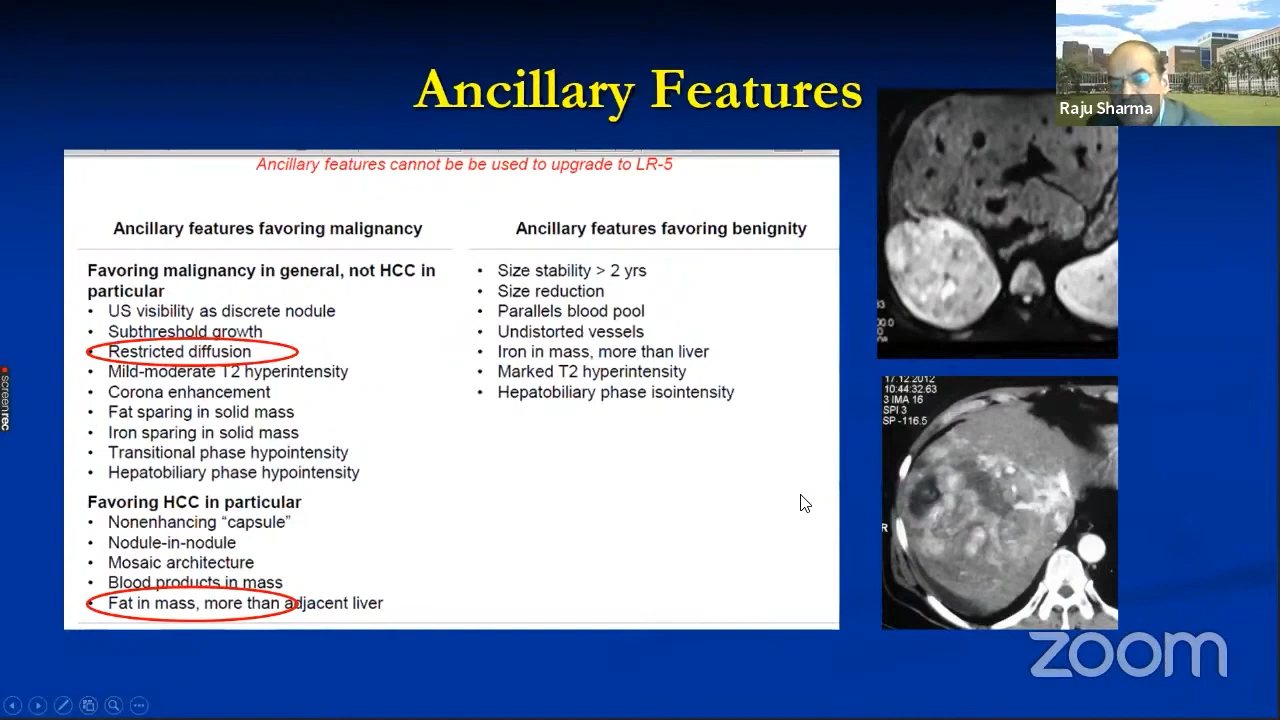 Ancillary Features
Raju Sharma
Ancillary features cannot be be used to upgrade to LR-5
Ancillary features favoring malignancy
Favoring malignancy in general, not HCC in
particular
• US visibility as discrete nodule
• Subthreshold growth
• Restricted diffusion
• Mild-moderate T2 hyperintensity
• Corona enhancement
• Fat sparing in solid mass
• Iron sparing in solid mass
• Transitional phase hypointensity
• Hepatobiliary phase hypointensity
Favoring HCC in particular
• Nonenhancing “capsule”
• Nodule-in-nodule
• Mosaic architecture
• Blood products in mass
• Fat in mass, more than adjacent liver
Ancillary features favoring benignity
• Size stability > 2 yrs
• Size reduction
• Parallels blood pool
• Undistorted vessels
• Iron in mass, more than liver
• Marked T2 hyperintensity
• Hepatobiliary phase isointensity
17.12.2012
10:44:32.63
3 IMA 16
SPI 3
SP -116.5
R
zoom
screenrec